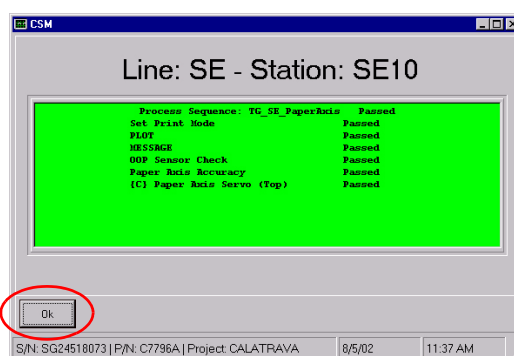 CSM
Line: SE - Station: SE10
Process Sequence: TG_SE_PaperAxis Passed
Set Print Mode Passed
PLOT Passed
MESSAGE Passed
OOP Sensor Check Passed
Paper Axis Accuracy Passed
(C) Paper Axis Servo (Top) Passed
Ok
S/N: SG24518073 | P/N: C7796A | Project: CALATRAVA 8/5/02 11:37 AM